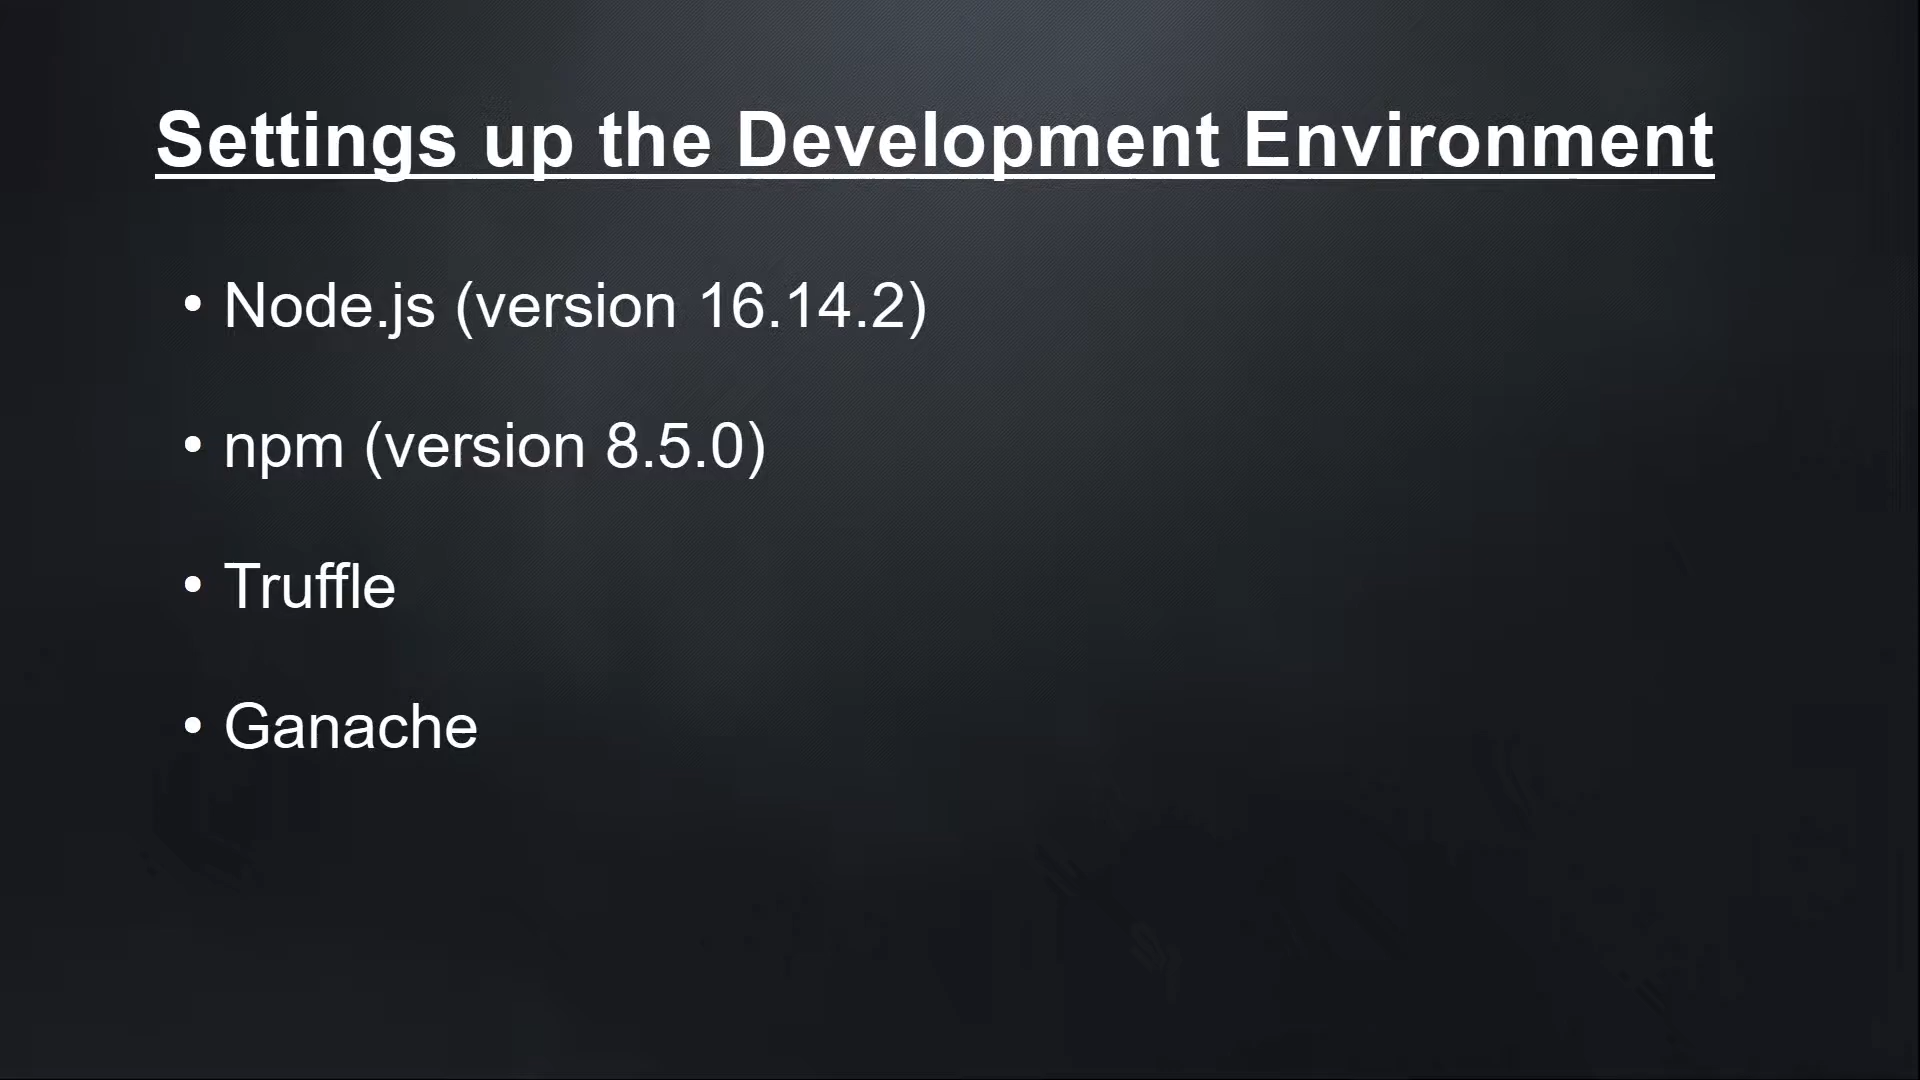 Settings up the Development Environment
• Node.js (version 16.14.2)
• npm (version 8.5.0)
• Truffle
• Ganache